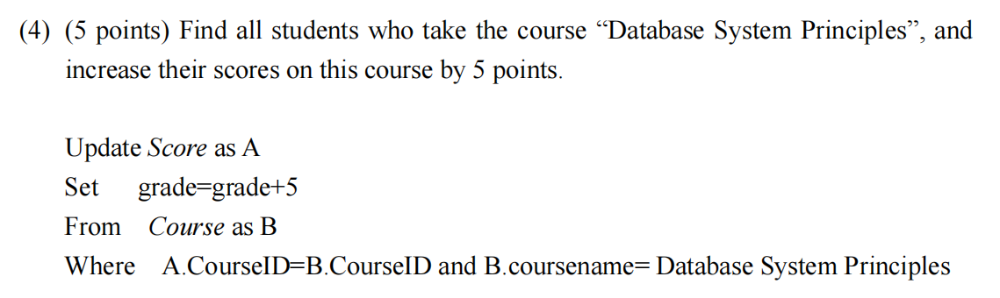 (4) (5 points) Find all students who take the course “Database System Principles”, and
increase their scores on this course by 5 points.
Update Score as A
Set grade=grade+5
From Course as B
Where A.CourseID=B.CourseID and B.coursename= Database System Principles